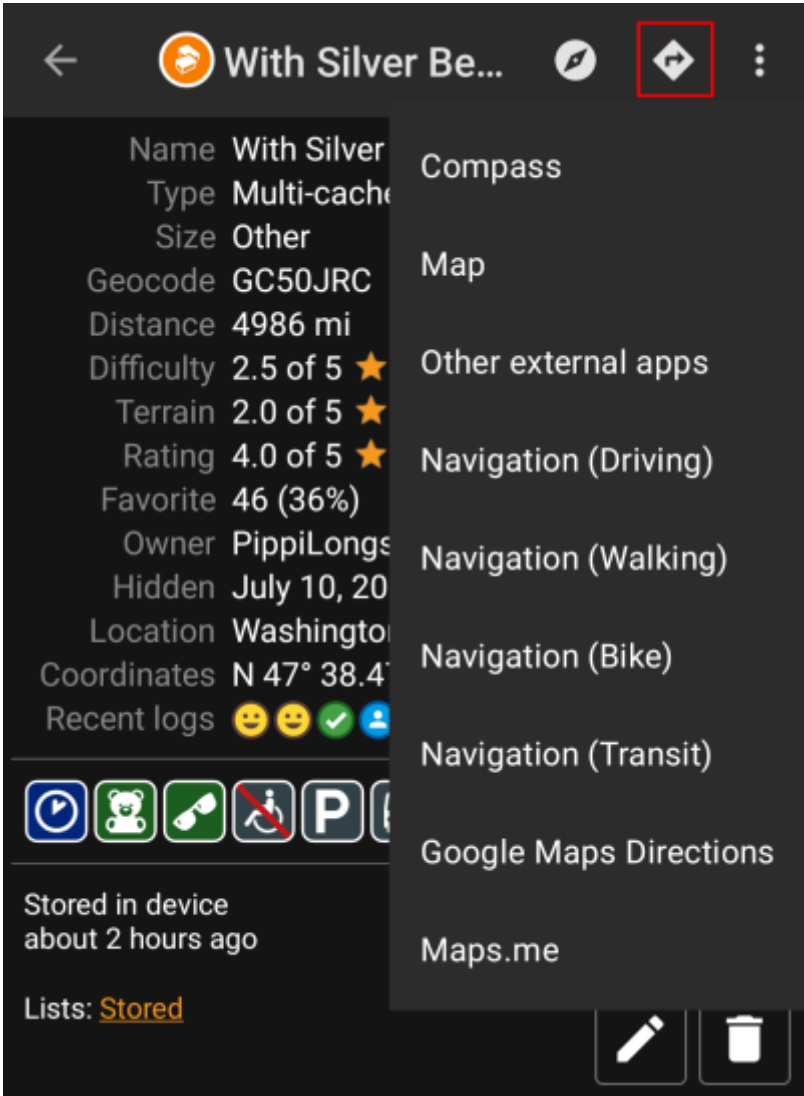 With Silver Be...
Name With Silver
Type Multi-cache
Size Other
Geocode GC50JRC
Distance 4986 mi
Difficulty 2.5 of 5
Terrain 2.0 of 5
Rating 4.0 of 5
Favorite 46 (36%)
Owner PippiLongs
Hidden July 10, 20
Location Washington
Coordinates N 47° 38.4
Recent logs
P
Stored in device
about 2 hours ago
Lists: Stored
Compass
Map
Other external apps
Navigation (Driving)
Navigation (Walking)
Navigation (Bike)
Navigation (Transit)
Google Maps Directions
Maps.me